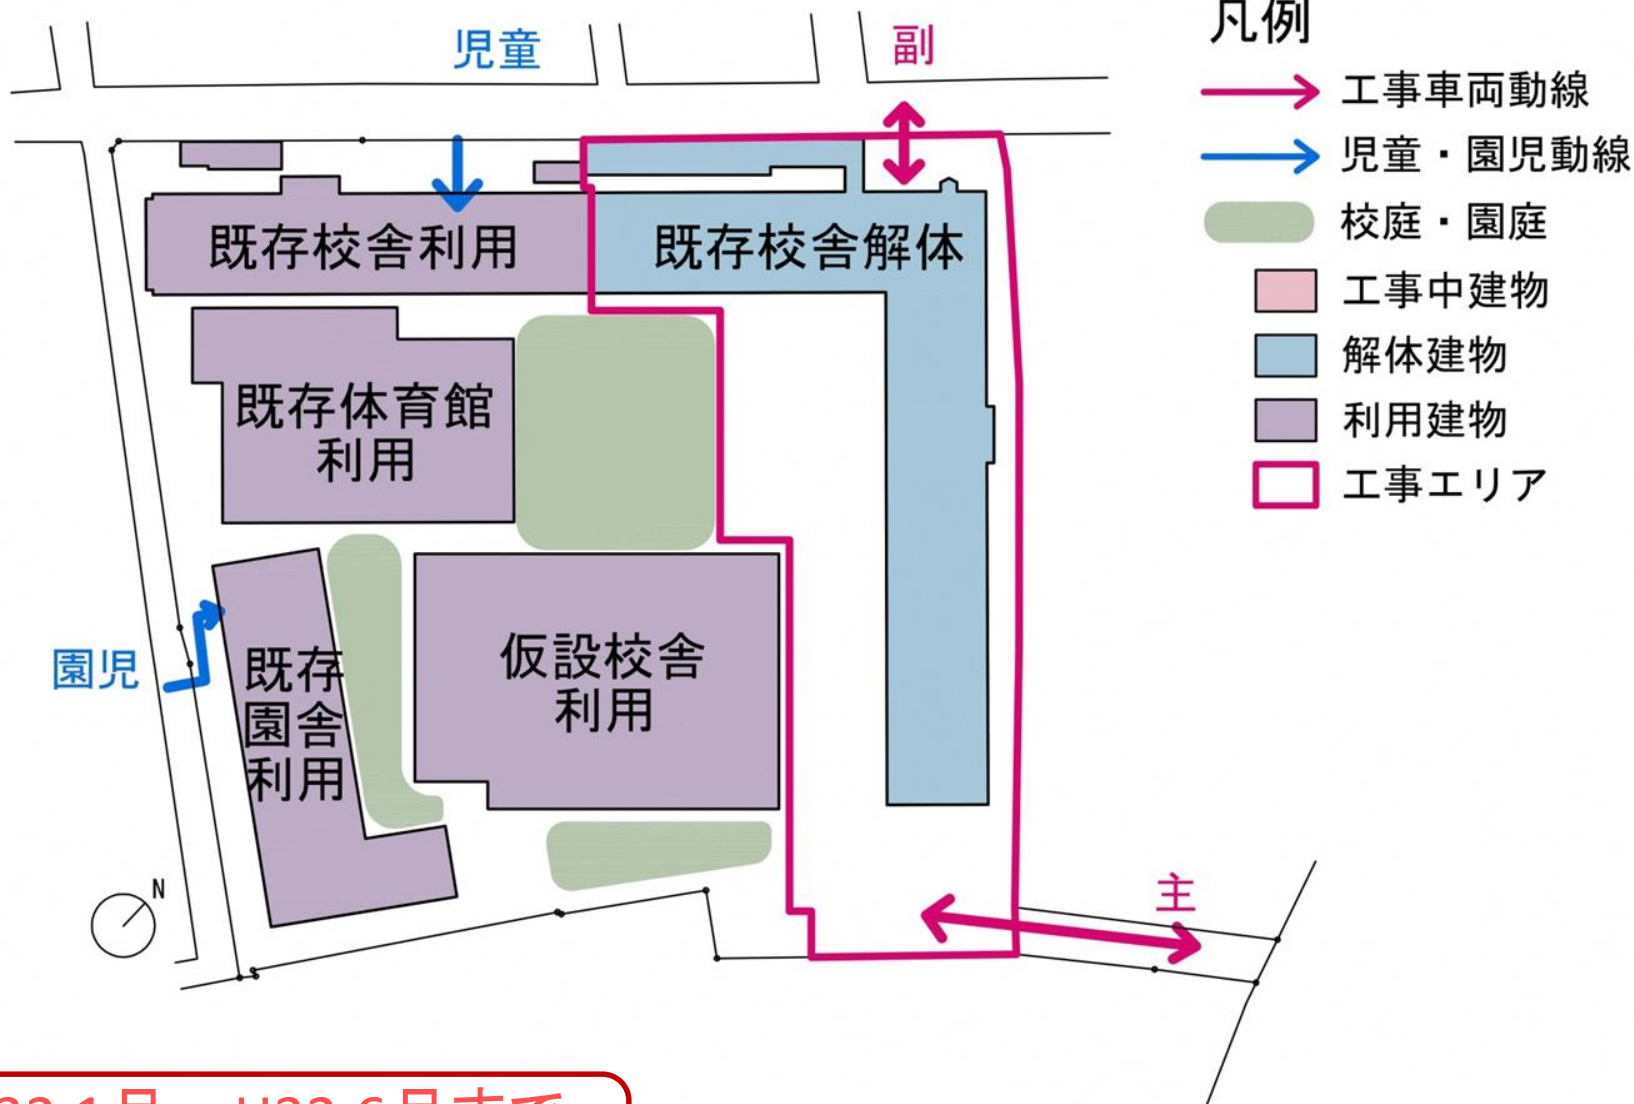 児童
副
凡例
工事車両動線
児童・園児動線
校庭・園庭
工事中建物
解体建物
利用建物
工事エリア
既存校舎利用
既存校舎解体
既存体育館
利用
園児
既存
園舎
利用
仮設校舎
利用
主
N